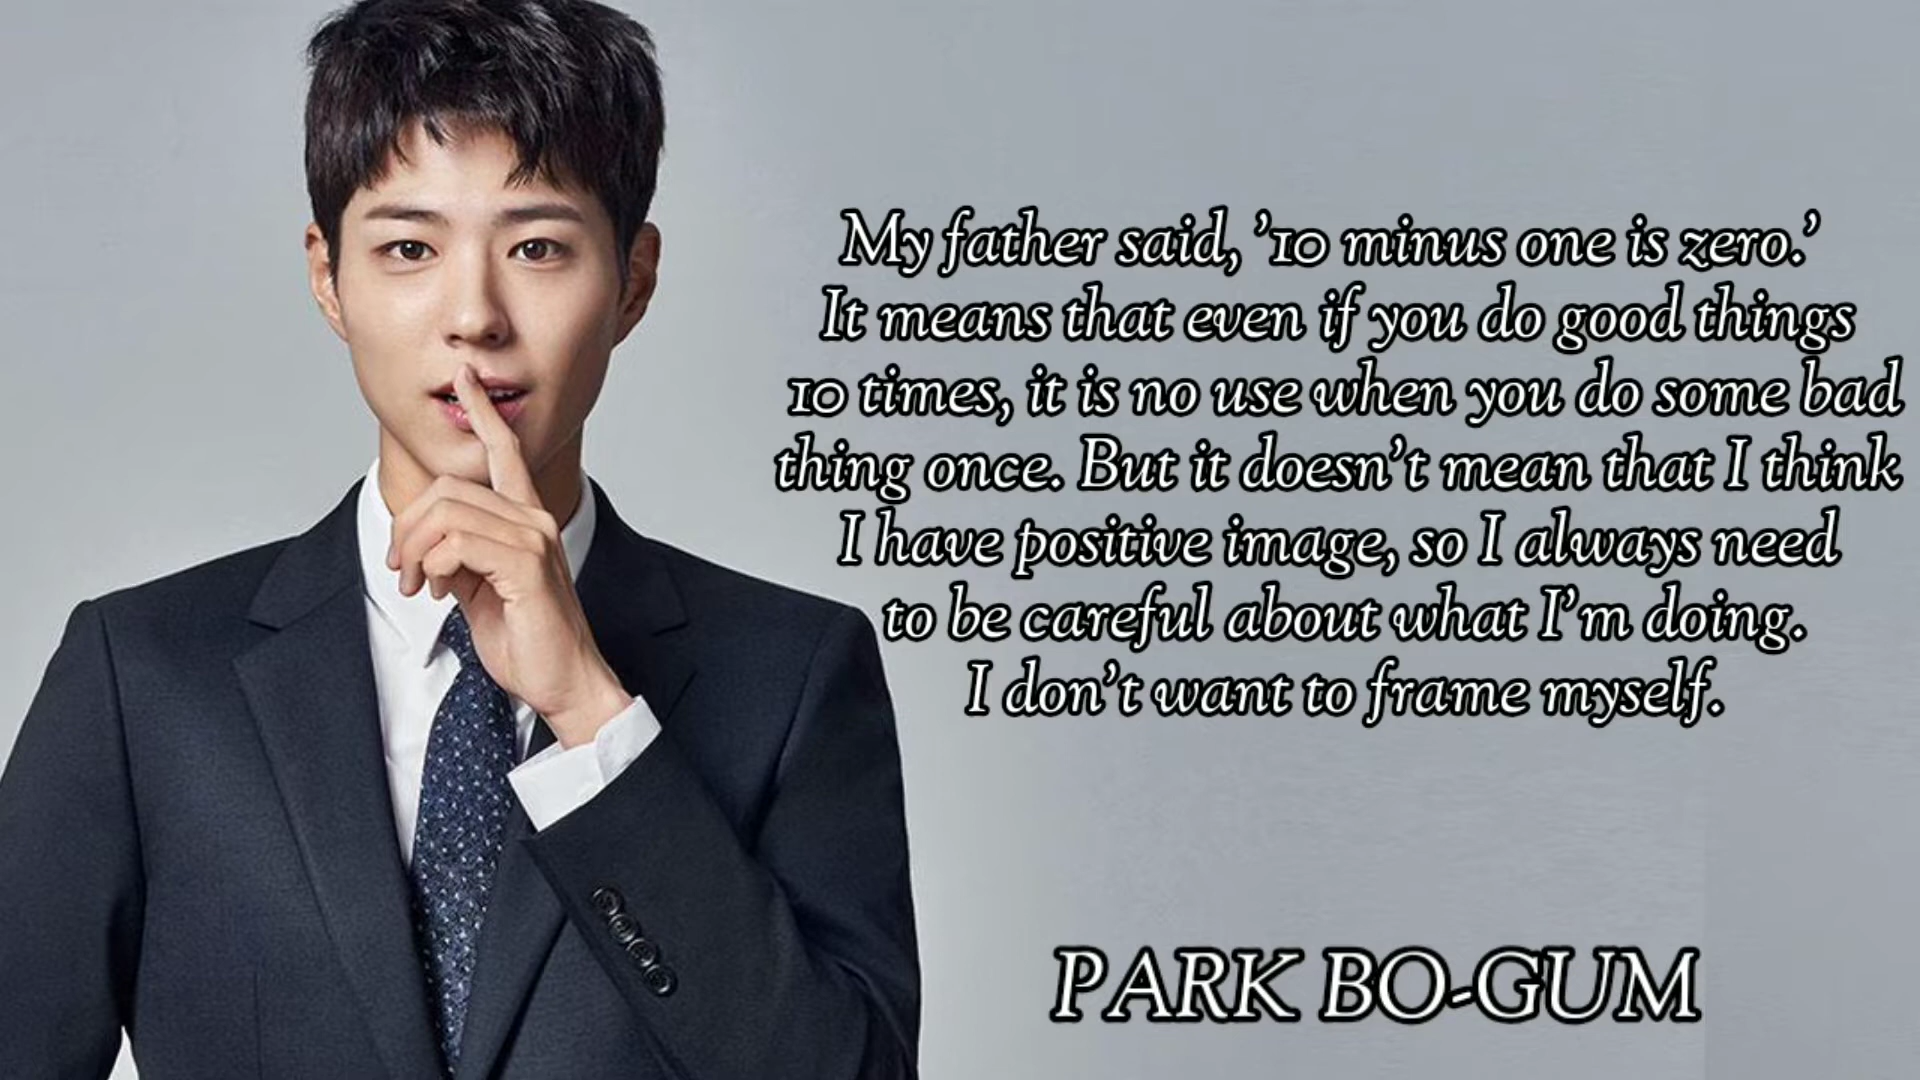 My father said, ’10 minus one is zero.’
It means that even if you do good things
10 times, it is no use when you do some bad
thing once. But it doesn’t mean that I think
I have positive image, so I always need
to be careful about what I’m doing.
I don’t want to frame myself.
PARK BO-GUM